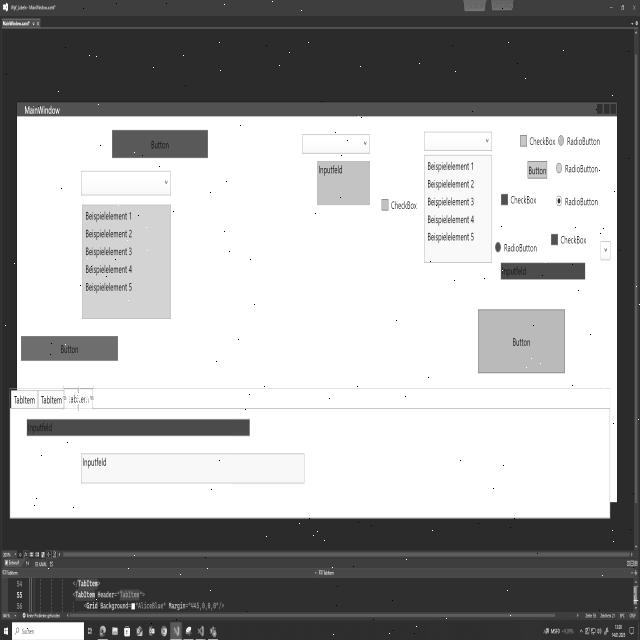 MainWindow.xaml*
MainWindow
Button
CheckBox
RadioButton
Inputfeld
Beispielelement 1
Button
RadioButton
Beispielelement 2
Beispielelement 3
CheckBox
RadioButton
CheckBox
Beispielelement 4
Beispielelement 1
Beispielelement 5
Beispielelement 2
CheckBox
Beispielelement 3
RadioButton
Beispielelement 4
Inputfeld
Beispielelement 5
Button
Button
TabItem
TabItem
Inputfeld
Inputfeld
54
</TabItem>
55
<TabItem Header="TabItem">
56
<Grid Background="AliceBlue" Margin="445,0,0,0"/>
Suchen